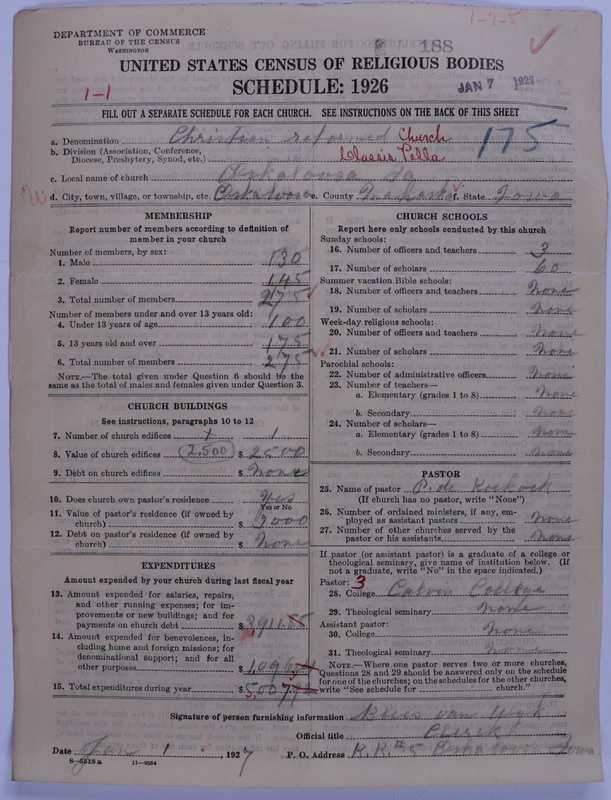 1-7-5
DEPARTMENT OF COMMERCE
BUREAU OF THE CENSUS
WASHINGTON
188
UNITED STATES CENSUS OF RELIGIOUS BODIES
SCHEDULE: 1926
1-1
JAN 7 1927
FILL OUT A SEPARATE SCHEDULE FOR EACH CHURCH. SEE INSTRUCTIONS ON THE BACK OF THIS SHEET
175
a. Denomination Christian reformed Church
b. Division (Association, Conference, Diocese, Presbytery, Synod, etc.) Classis Pella
c. Local name of church Oskaloosa Ia
d. City, town, village, or township, etc. Oskaloosa e. County Mahaska f. State Iowa
MEMBERSHIP
Report number of members according to definition of
member in your church
Number of members, by sex:
1. Male 130
2. Female 145
3. Total number of members 275
Number of members under and over 13 years old:
4. Under 13 years of age 100
5. 13 years old and over 175
6. Total number of members 275
NOTE.—The total given under Question 6 should be the
same as the total of males and females given under Question 3.
CHURCH BUILDINGS
See instructions, paragraphs 10 to 12
7. Number of church edifices 1 1
8. Value of church edifices 2,500 $ 2500
9. Debt on church edifices $ None
10. Does church own pastor's residence Yes
Yes or No
11. Value of pastor's residence (if owned by
church) $ 3000
12. Debt on pastor's residence (if owned by
church) $ None
EXPENDITURES
Amount expended by your church during last fiscal year
13. Amount expended for salaries, repairs,
and other running expenses; for im-
provements or new buildings; and for
payments on church debt $ 3911.85
14. Amount expended for benevolences, in-
cluding home and foreign missions; for
denominational support; and for all
other purposes $ 1,096
15. Total expenditures during year $ 5,007
CHURCH SCHOOLS
Report here only schools conducted by this church
Sunday schools:
16. Number of officers and teachers 3
17. Number of scholars 60
Summer vacation Bible schools:
18. Number of officers and teachers None
19. Number of scholars None
Week-day religious schools:
20. Number of officers and teachers None
21. Number of scholars None
Parochial schools:
22. Number of administrative officers None
23. Number of teachers—
a. Elementary (grades 1 to 8) None
b. Secondary None
24. Number of scholars—
a. Elementary (grades 1 to 8) None
b. Secondary None
PASTOR
25. Name of pastor P. de
(If church has no pastor, write "None")
26. Number of ordained ministers, if any, em-
ployed as assistant pastors None
27. Number of other churches served by the
pastor or his assistants None
If pastor (or assistant pastor) is a graduate of a college or
theological seminary, give name of institution below. (If
not a graduate, write "No" in the space indicated.)
Pastor: 3
28. College Calvin College
29. Theological seminary None
Assistant pastor:
30. College None
31. Theological seminary None
NOTE.—Where one pastor serves two or more churches,
Questions 28 and 29 should be answered only on the schedule
for one of the churches; on the schedules for the other churches,
write "See schedule for church."
Signature of person furnishing information van Wyk
Official title Clerk
Date Jan 1, 1927 P. O. Address R. R. # 5 Oskaloosa Iowa
8—5518a 11—9054